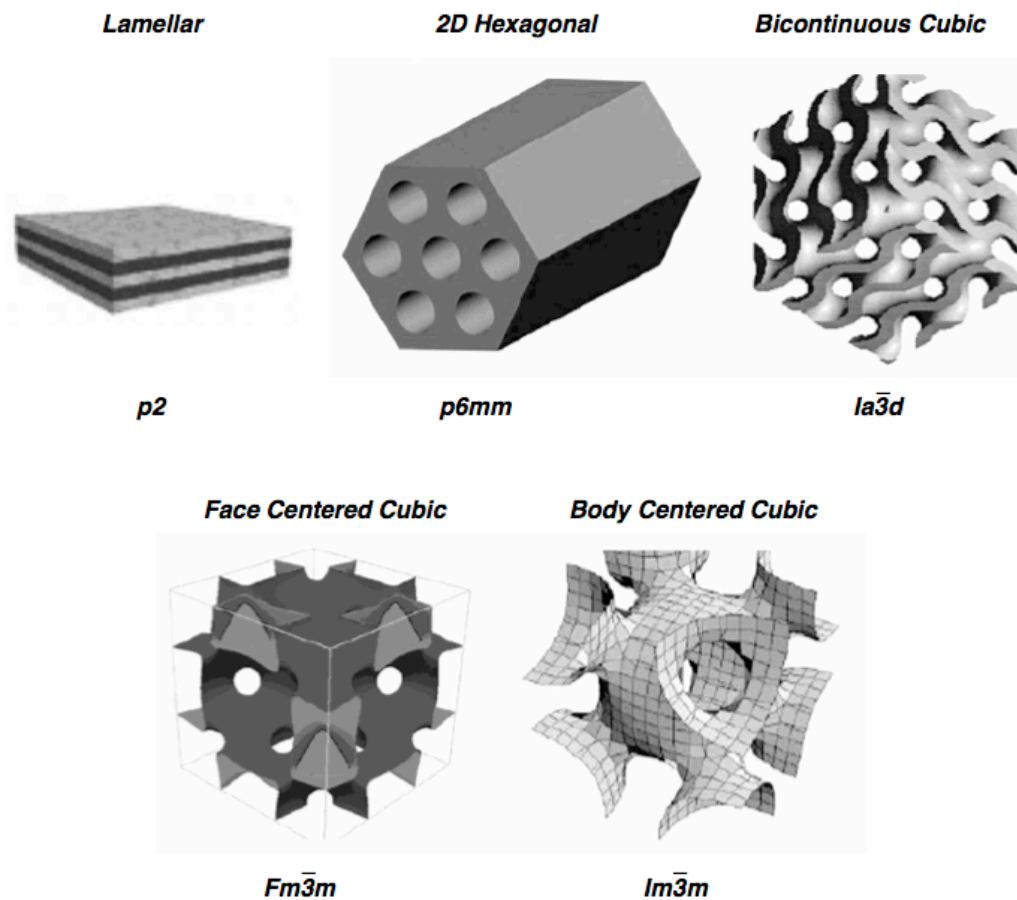 Lamellar 2D Hexagonal Bicontinuous Cubic
p2 p6mm Ia3̅d
Face Centered Cubic Body Centered Cubic
Fm3̅m Im3̅m